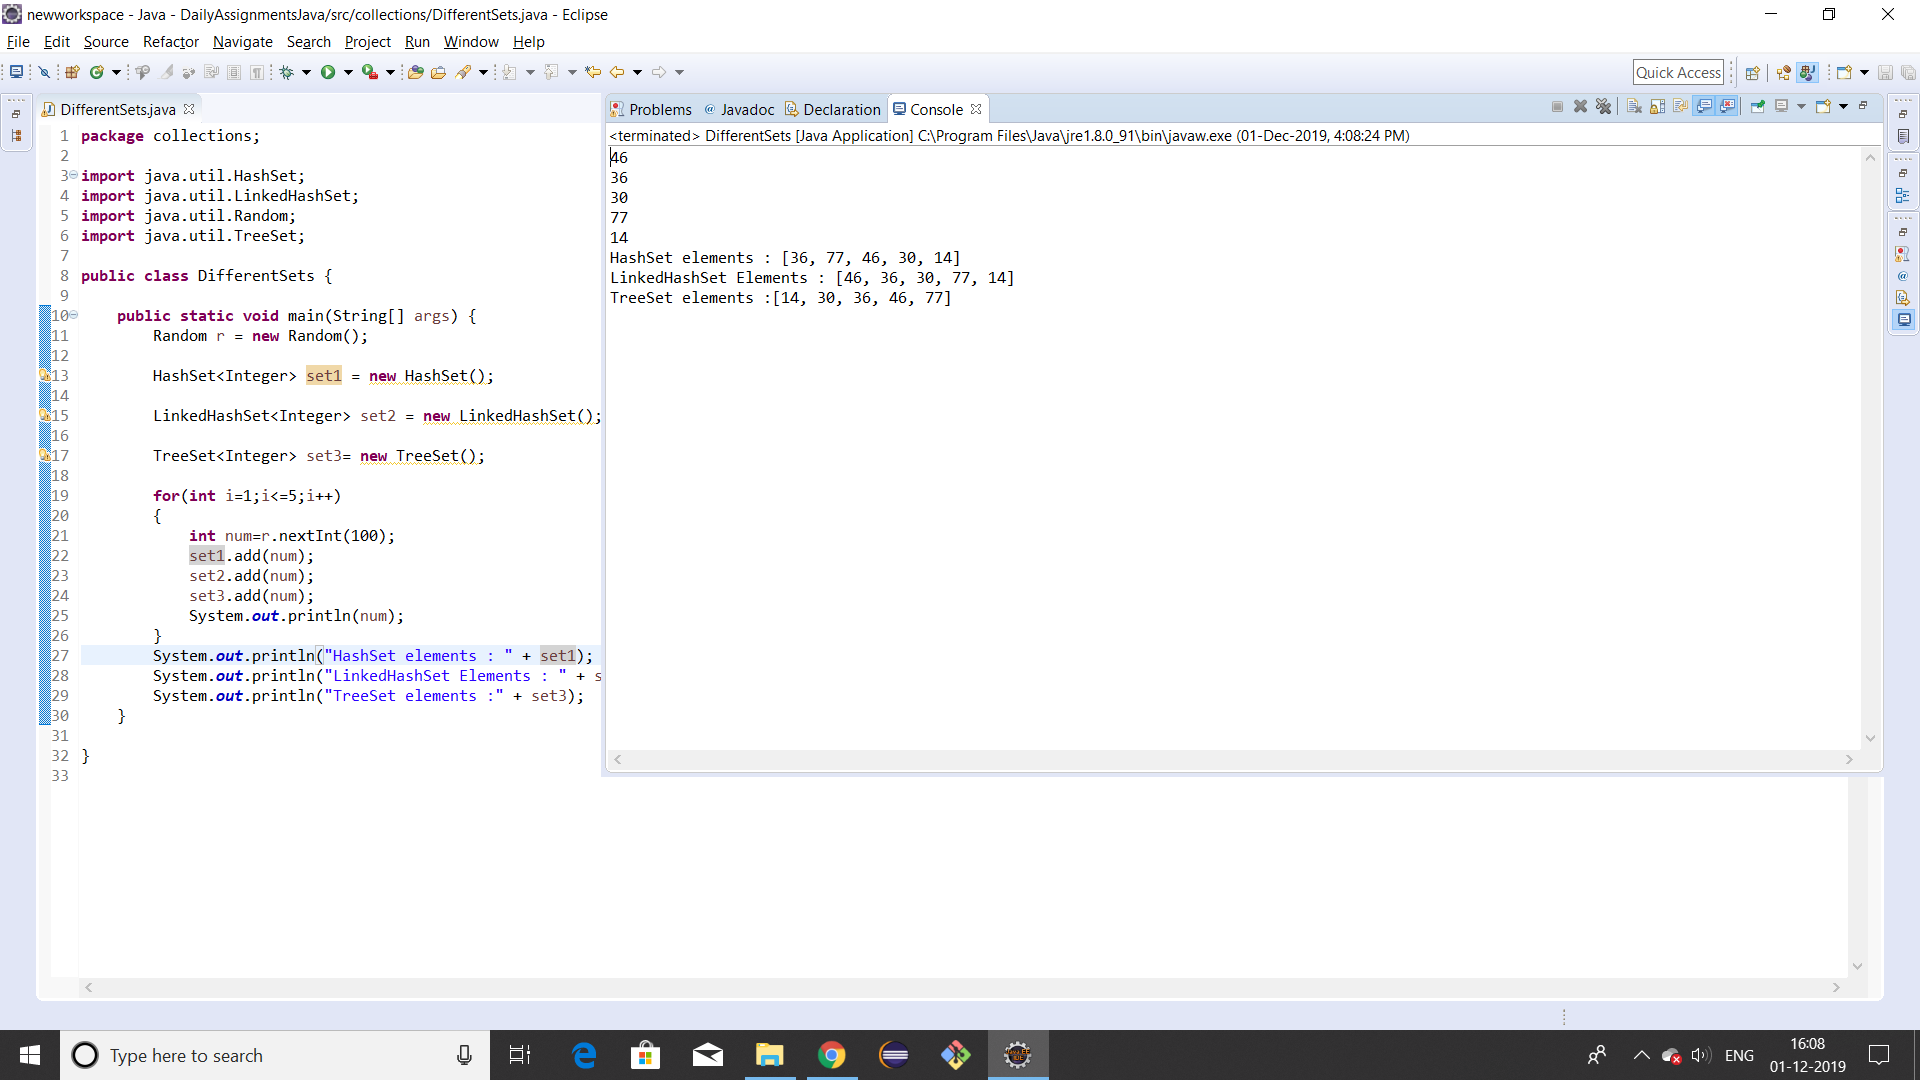 newworkspace - Java - DailyAssignmentsJava/src/collections/DifferentSets.java - Eclipse
File Edit Source Refactor Navigate Search Project Run Window Help
Quick Access
DifferentSets.java
1 package collections;
2
3 import java.util.HashSet;
4 import java.util.LinkedHashSet;
5 import java.util.Random;
6 import java.util.TreeSet;
7
8 public class DifferentSets {
9
10 public static void main(String[] args) {
11 Random r = new Random();
12
13 HashSet<Integer> set1 = new HashSet();
14
15 LinkedHashSet<Integer> set2 = new LinkedHashSet();
16
17 TreeSet<Integer> set3= new TreeSet();
18
19 for(int i=1;i<=5;i++)
20 {
21 int num=r.nextInt(100);
22 set1.add(num);
23 set2.add(num);
24 set3.add(num);
25 System.out.println(num);
26 }
27 System.out.println("HashSet elements : " + set1);
28 System.out.println("LinkedHashSet Elements : " + s
29 System.out.println("TreeSet elements :" + set3);
30 }
31
32 }
33
Problems @ Javadoc Declaration Console
<terminated> DifferentSets [Java Application] C:\Program Files\Java\jre1.8.0_91\bin\javaw.exe (01-Dec-2019, 4:08:24 PM)
46
36
30
77
14
HashSet elements : [36, 77, 46, 30, 14]
LinkedHashSet Elements : [46, 36, 30, 77, 14]
TreeSet elements :[14, 30, 36, 46, 77]
Type here to search
ENG
16:08
01-12-2019